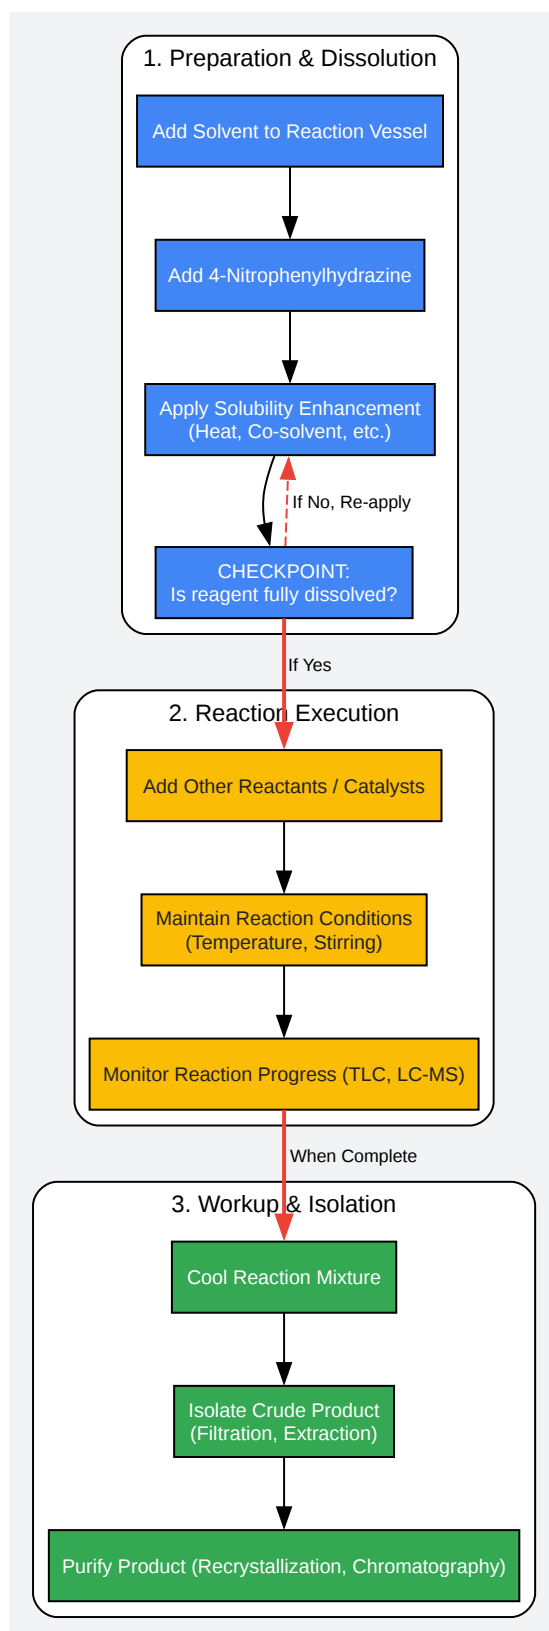 1. Preparation & Dissolution
Add Solvent to Reaction Vessel
Add 4-Nitrophenylhydrazine
Apply Solubility Enhancement
(Heat, Co-solvent, etc.)
If No, Re-apply
CHECKPOINT:
Is reagent fully dissolved?
If Yes
2. Reaction Execution
Add Other Reactants / Catalysts
Maintain Reaction Conditions
(Temperature, Stirring)
Monitor Reaction Progress (TLC, LC-MS)
When Complete
3. Workup & Isolation
Cool Reaction Mixture
Isolate Crude Product
(Filtration, Extraction)
Purify Product (Recrystallization, Chromatography)